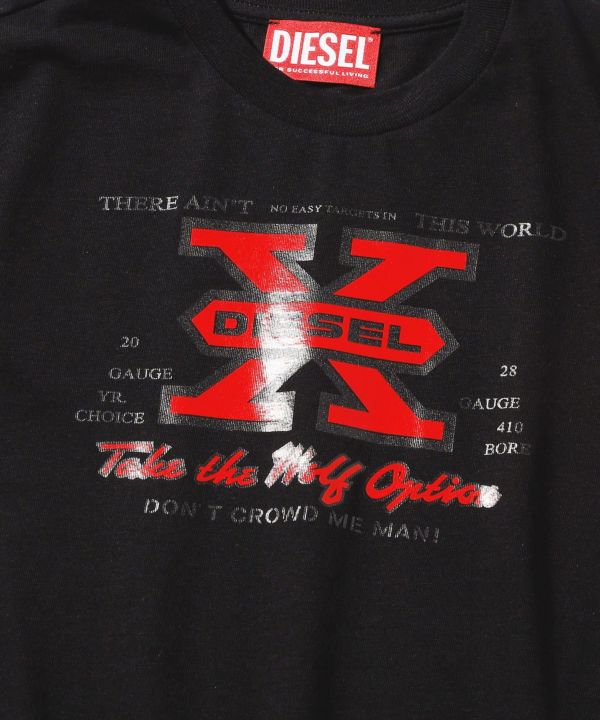 DIESEL
SUCCESSFUL LIVING
THERE AIN'T NO EASY TARGETS IN THIS WORLD
X
DIESEL
20
GAUGE
YR.
CHOICE
28
GAUGE
410
BORE
Take the Wolf Option
DON'T CROWD ME MAN!